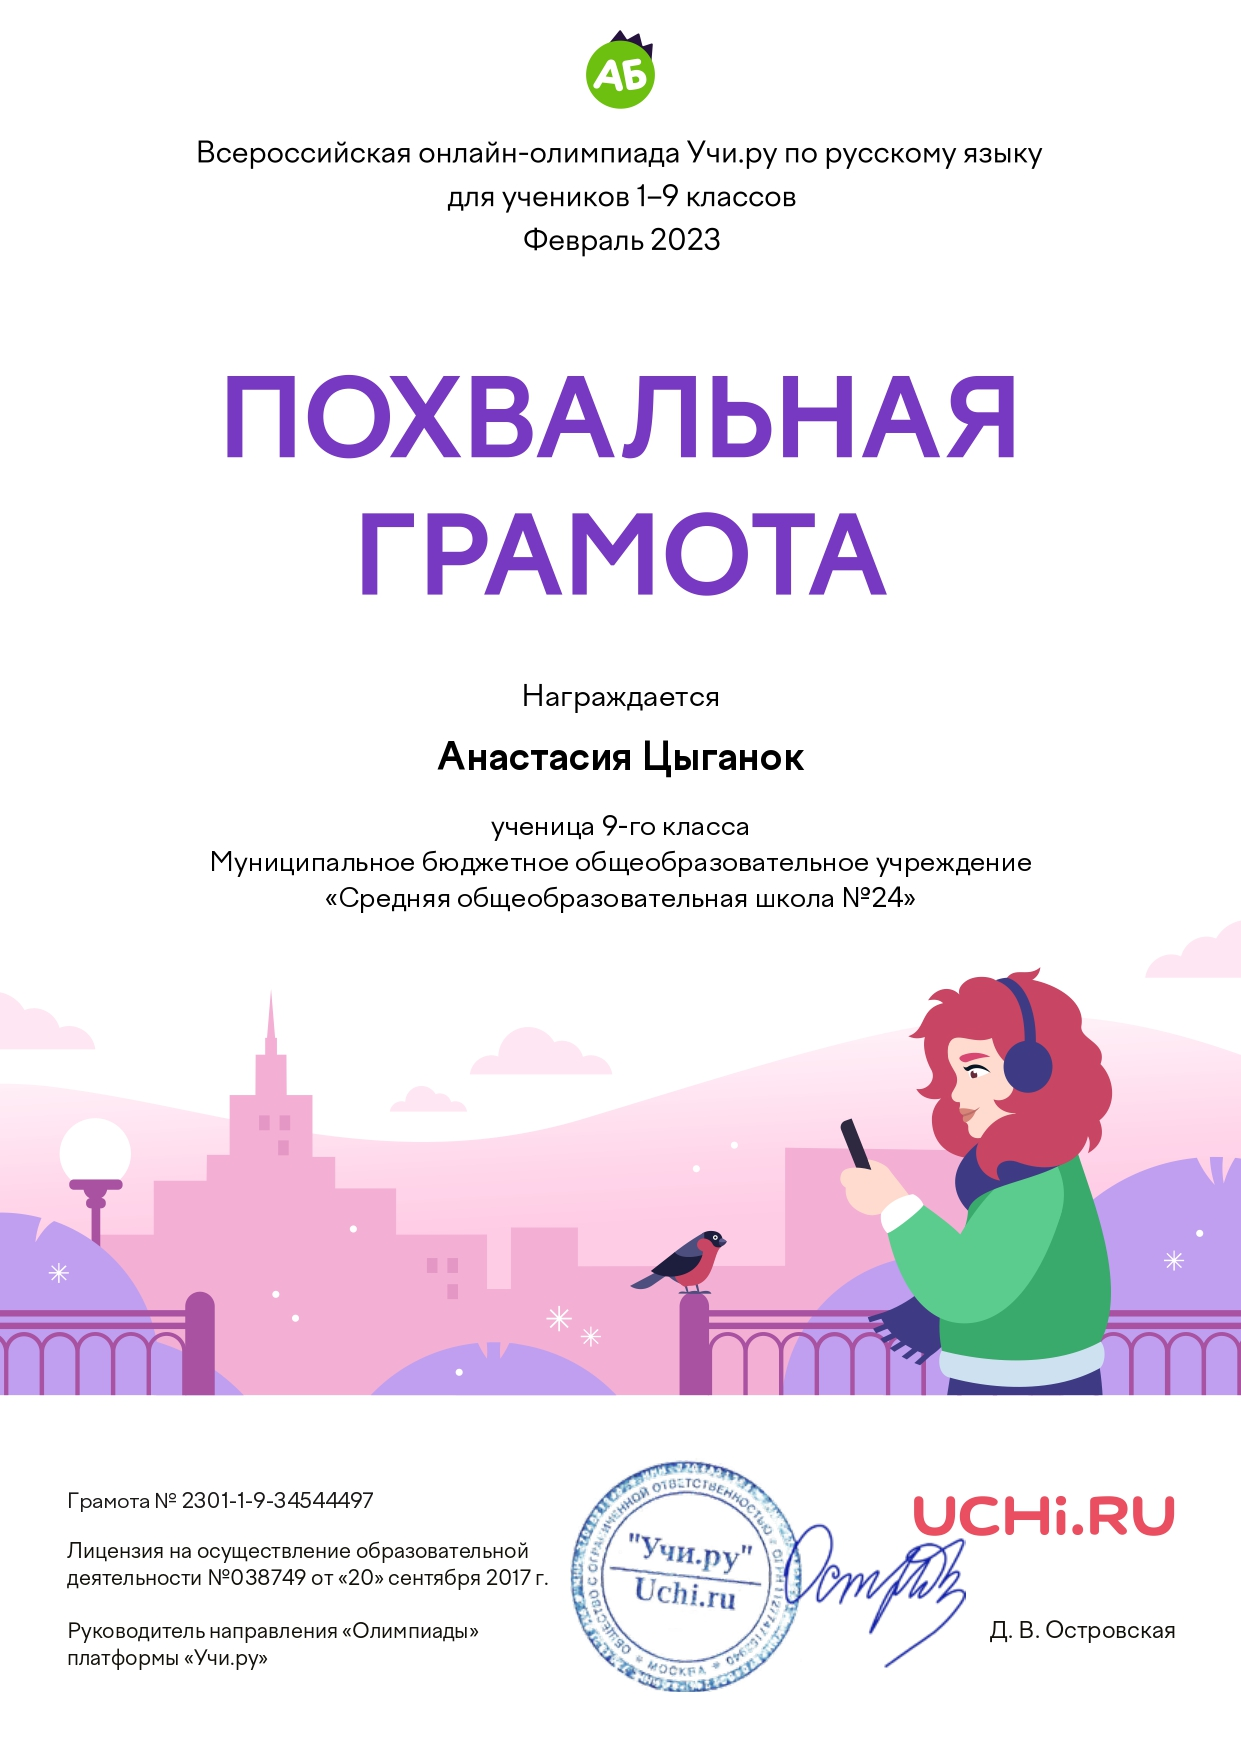 АБ
Всероссийская онлайн-олимпиада Учи.ру по русскому языку
для учеников 1–9 классов
Февраль 2023
ПОХВАЛЬНАЯ
ГРАМОТА
Награждается
Анастасия Цыганок
ученица 9-го класса
Муниципальное бюджетное общеобразовательное учреждение
«Средняя общеобразовательная школа №24»
Грамота № 2301-1-9-34544497
Лицензия на осуществление образовательной
деятельности №038749 от «20» сентября 2017 г.
Руководитель направления «Олимпиады»
платформы «Учи.ру»
ОБЩЕСТВО С ОГРАНИЧЕННОЙ ОТВЕТСТВЕННОСТЬЮ
МОСКВА
"Учи.ру"
Uchi.ru
UCHi.RU
Д. В. Островская